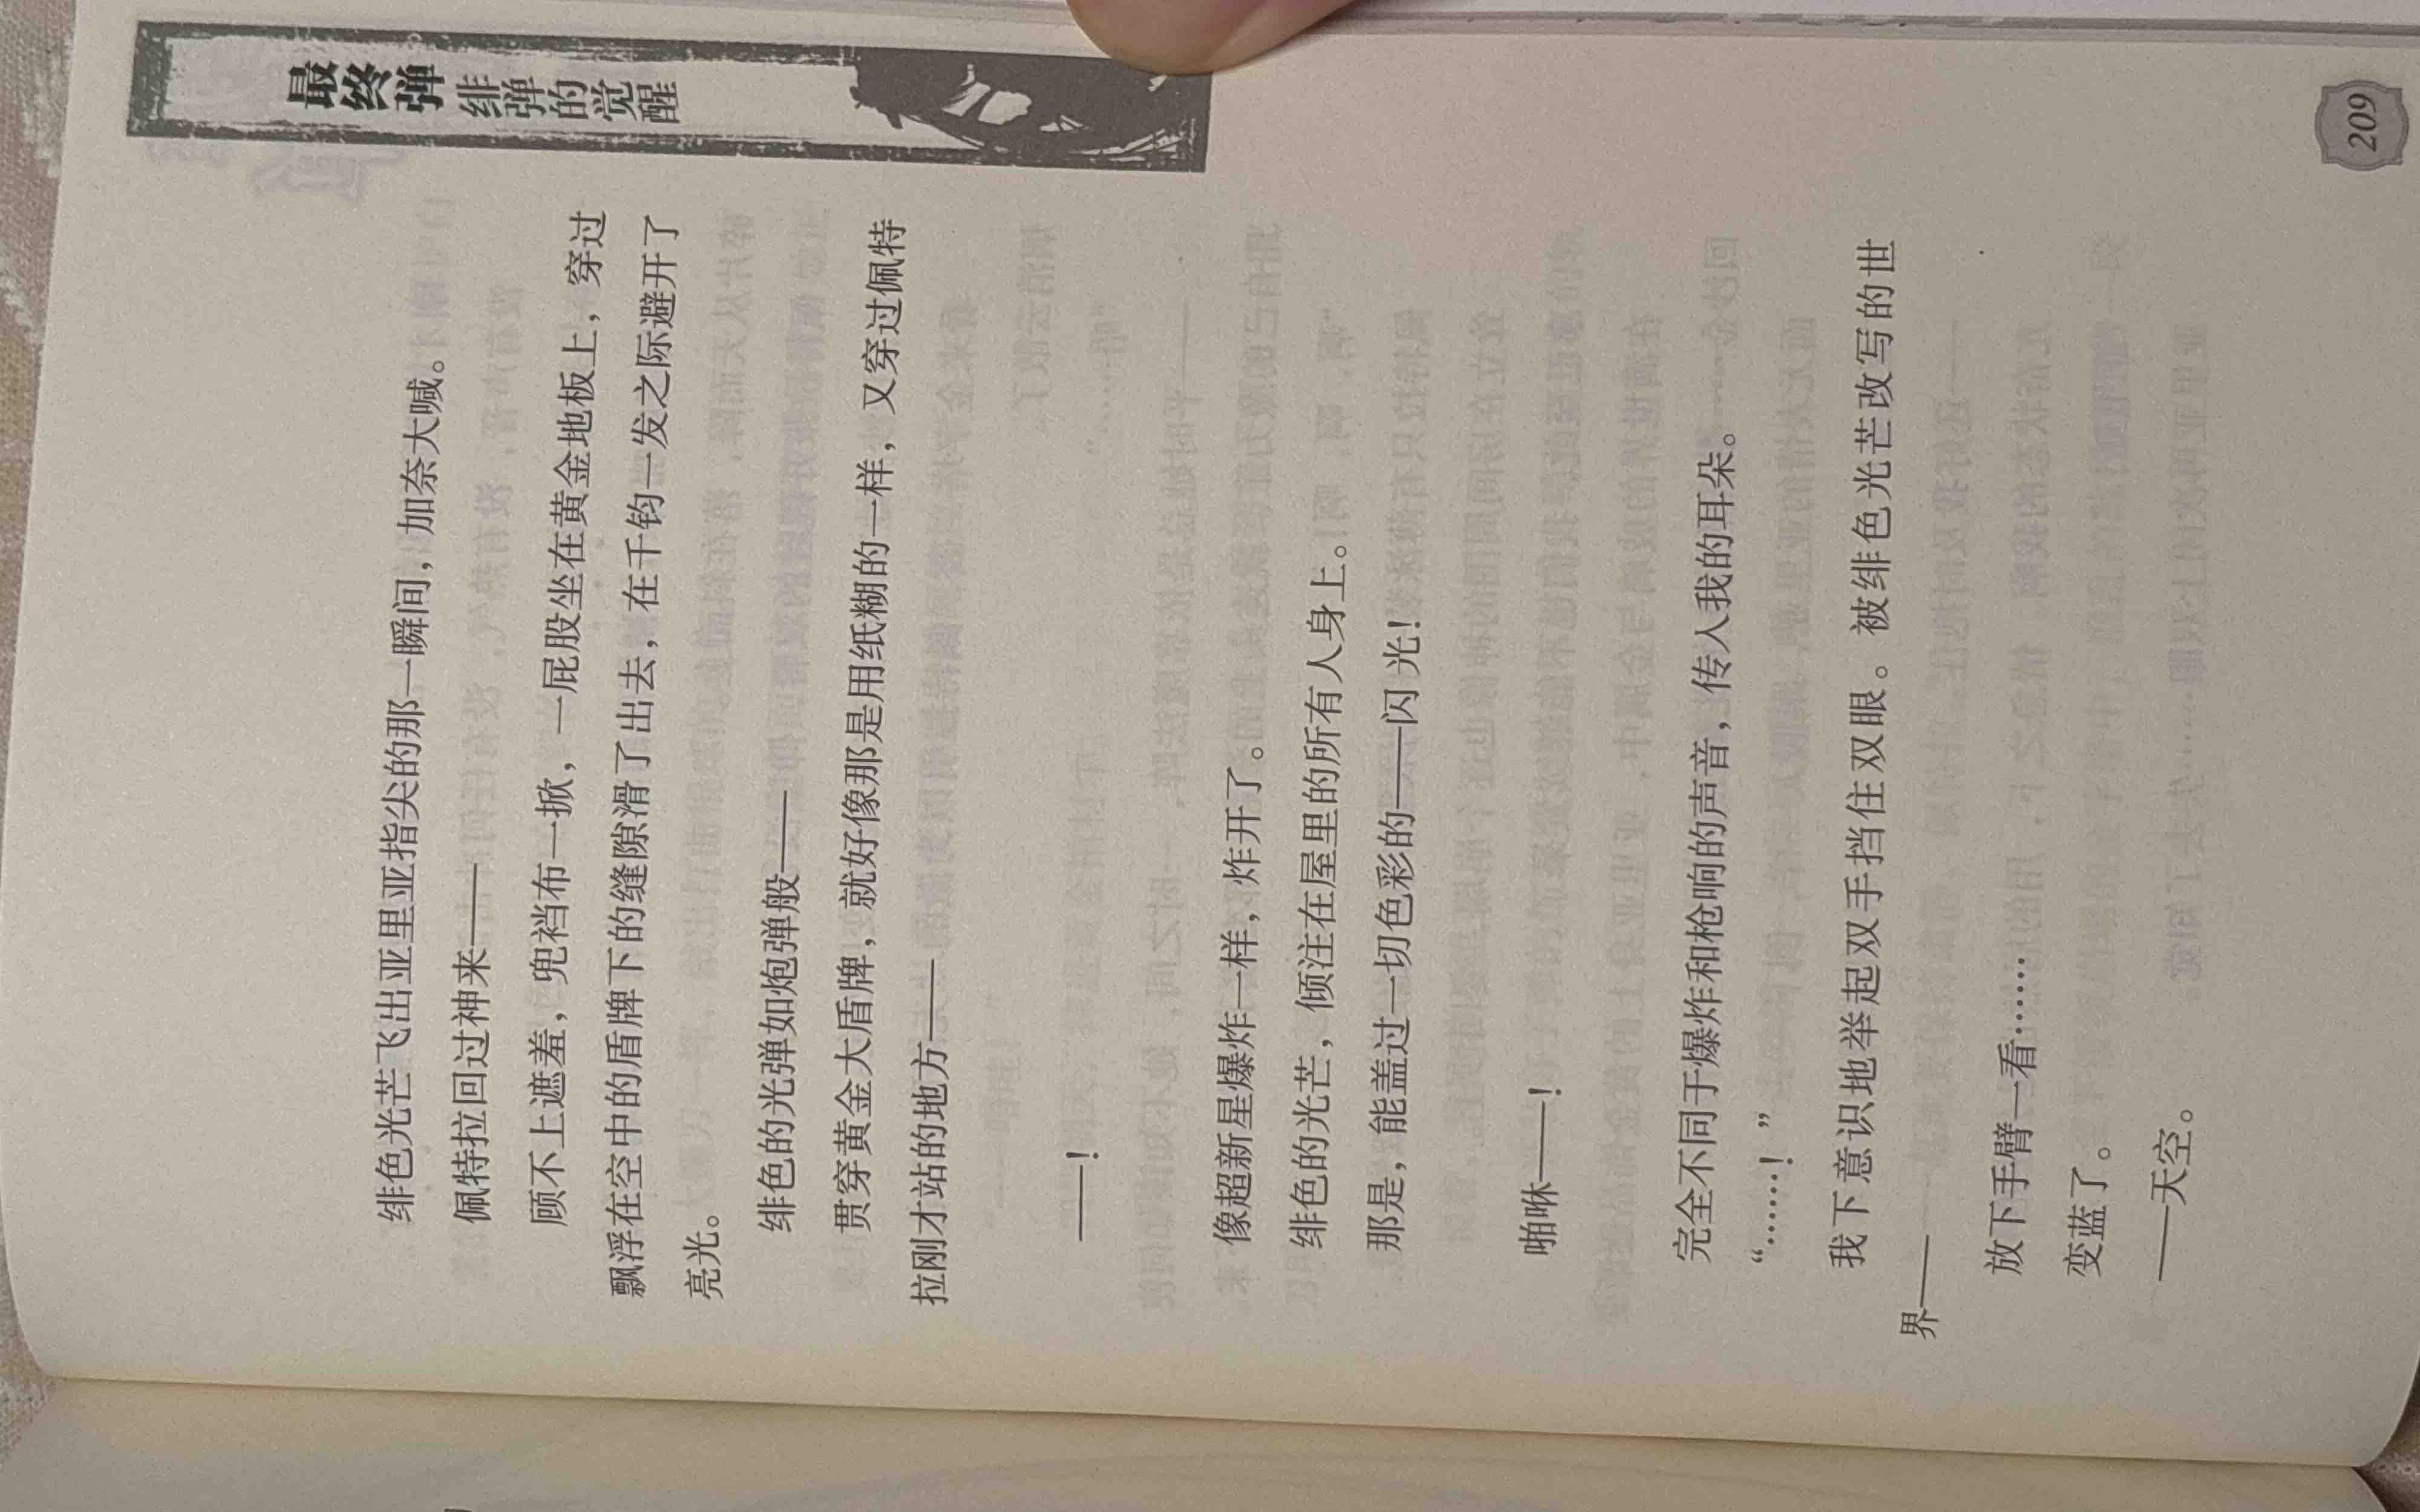 最终弹 绯弹的觉醒
绯色光芒飞出亚里亚指尖的那一瞬间，加奈大喊。
佩特拉回过神来——
顾不上遮羞，兜裆布一掀，一屁股坐在黄金地板上，穿过
飘浮在空中的盾牌下的缝隙滑了出去，在千钧一发之际避开了
亮光。
绯色的光弹如炮弹般——
贯穿黄金大盾牌，就好像那是用纸糊的一样，又穿过佩特
拉刚才站的地方——
——！
像超新星爆炸一样，炸开了。
绯色的光芒，倾注在屋里的所有人身上。
那是，能盖过一切色彩的——闪 光！
啪咻——！
完全不同于爆炸和枪响的声音，传入我的耳朵。
“……！”
我下意识地举起双手挡住双眼。被绯色光芒改写的世
界——
放下手臂一看……
变蓝了。
——天空。
209